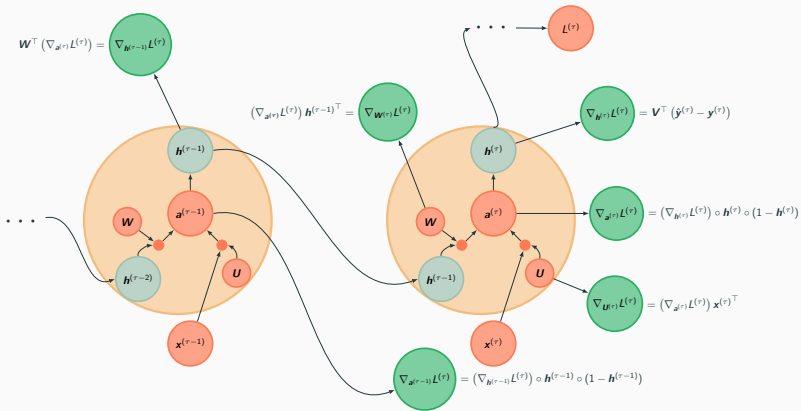 · · · L⁽ᵗ⁾
W⊤ (∇_{a^{(τ)}} L^{(τ)}) = ∇_{h^{(τ−1)}} L^{(τ)}
(∇_{a^{(τ)}} L^{(τ)}) h^{(τ−1)⊤} = ∇_{W^{(τ)}} L^{(τ)}
∇_{h^{(τ)}} L^{(τ)} = V⊤ (ŷ^{(τ)} − y^{(τ)})
h^{(τ−1)} h^{(τ)}
W a^{(τ−1)} W a^{(τ)}
∇_{a^{(τ)}} L^{(τ)} = (∇_{h^{(τ)}} L^{(τ)}) ∘ h^{(τ)} ∘ (1 − h^{(τ)})
· · ·
h^{(τ−2)} U h^{(τ−1)} U
∇_{U^{(τ)}} L^{(τ)} = (∇_{a^{(τ)}} L^{(τ)}) x^{(τ)⊤}
x^{(τ−1)} x^{(τ)}
∇_{a^{(τ−1)}} L^{(τ)} = (∇_{h^{(τ−1)}} L^{(τ)}) ∘ h^{(τ−1)} ∘ (1 − h^{(τ−1)})